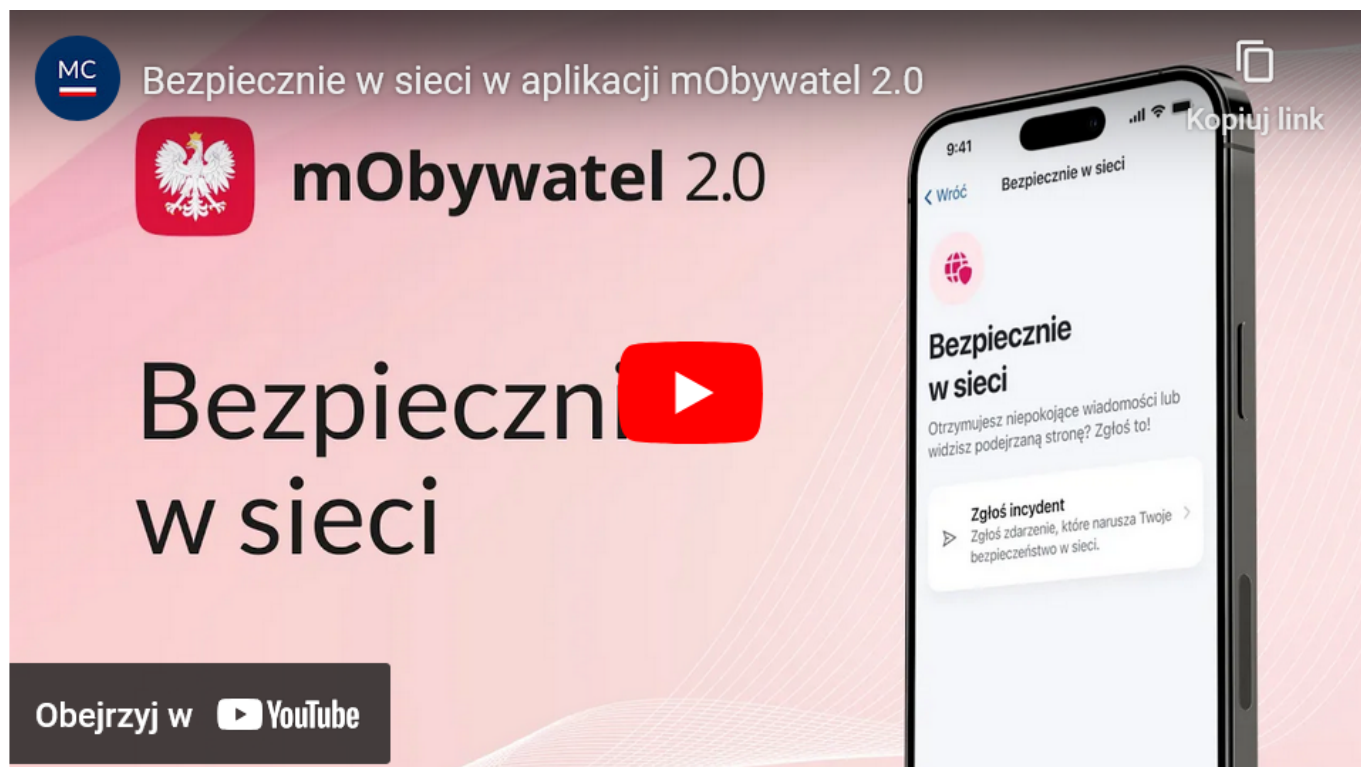 MC
Bezpiecznie w sieci w aplikacji mObywatel 2.0
Kopiuj link
mObywatel 2.0
Bezpieczni
w sieci
9:41
Wróć
Bezpiecznie w sieci
Bezpiecznie
w sieci
Otrzymujesz niepokojące wiadomości lub
widzisz podejrzaną stronę? Zgłoś to!
Zgłoś incydent
Zgłoś zdarzenie, które narusza Twoje
bezpieczeństwo w sieci.
Obejrzyj w YouTube